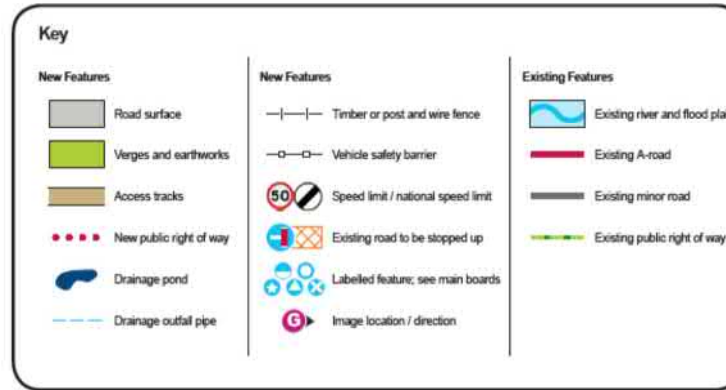 Key
New Features
Road surface
Verges and earthworks
Access tracks
New public right of way
Drainage pond
Drainage outfall pipe
New Features
Timber or post and wire fence
Vehicle safety barrier
50
Speed limit / national speed limit
Existing road to be stopped up
Labelled feature; see main boards
G
Image location / direction
Existing Features
Existing river and flood pla
Existing A-road
Existing minor road
Existing public right of way